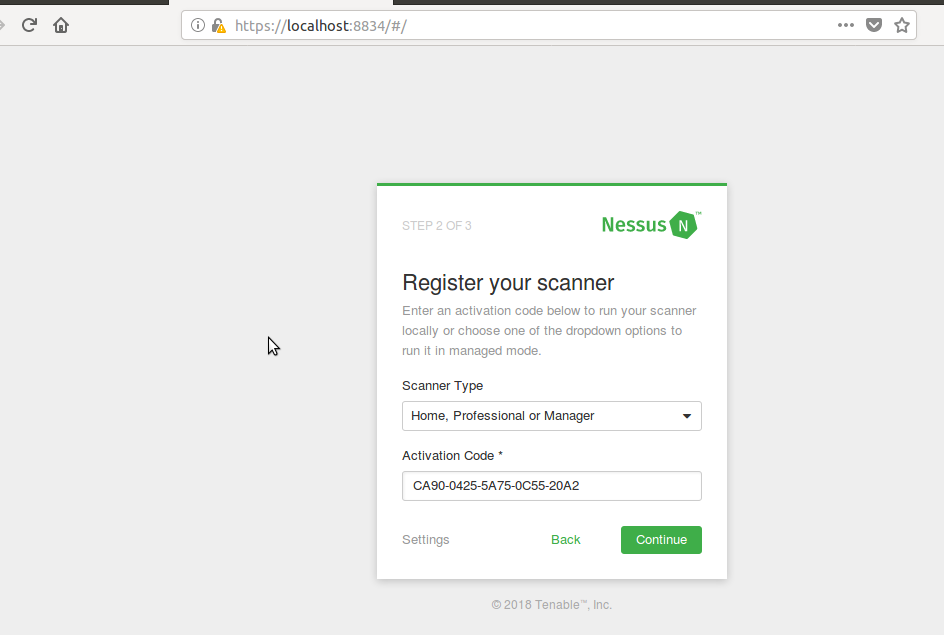 https://localhost:8834/#/
STEP 2 OF 3
Nessus N™
Register your scanner
Enter an activation code below to run your scanner
locally or choose one of the dropdown options to
run it in managed mode.
Scanner Type
Home, Professional or Manager
Activation Code *
CA90-0425-5A75-0C55-20A2
Settings Back Continue
© 2018 Tenable™, Inc.